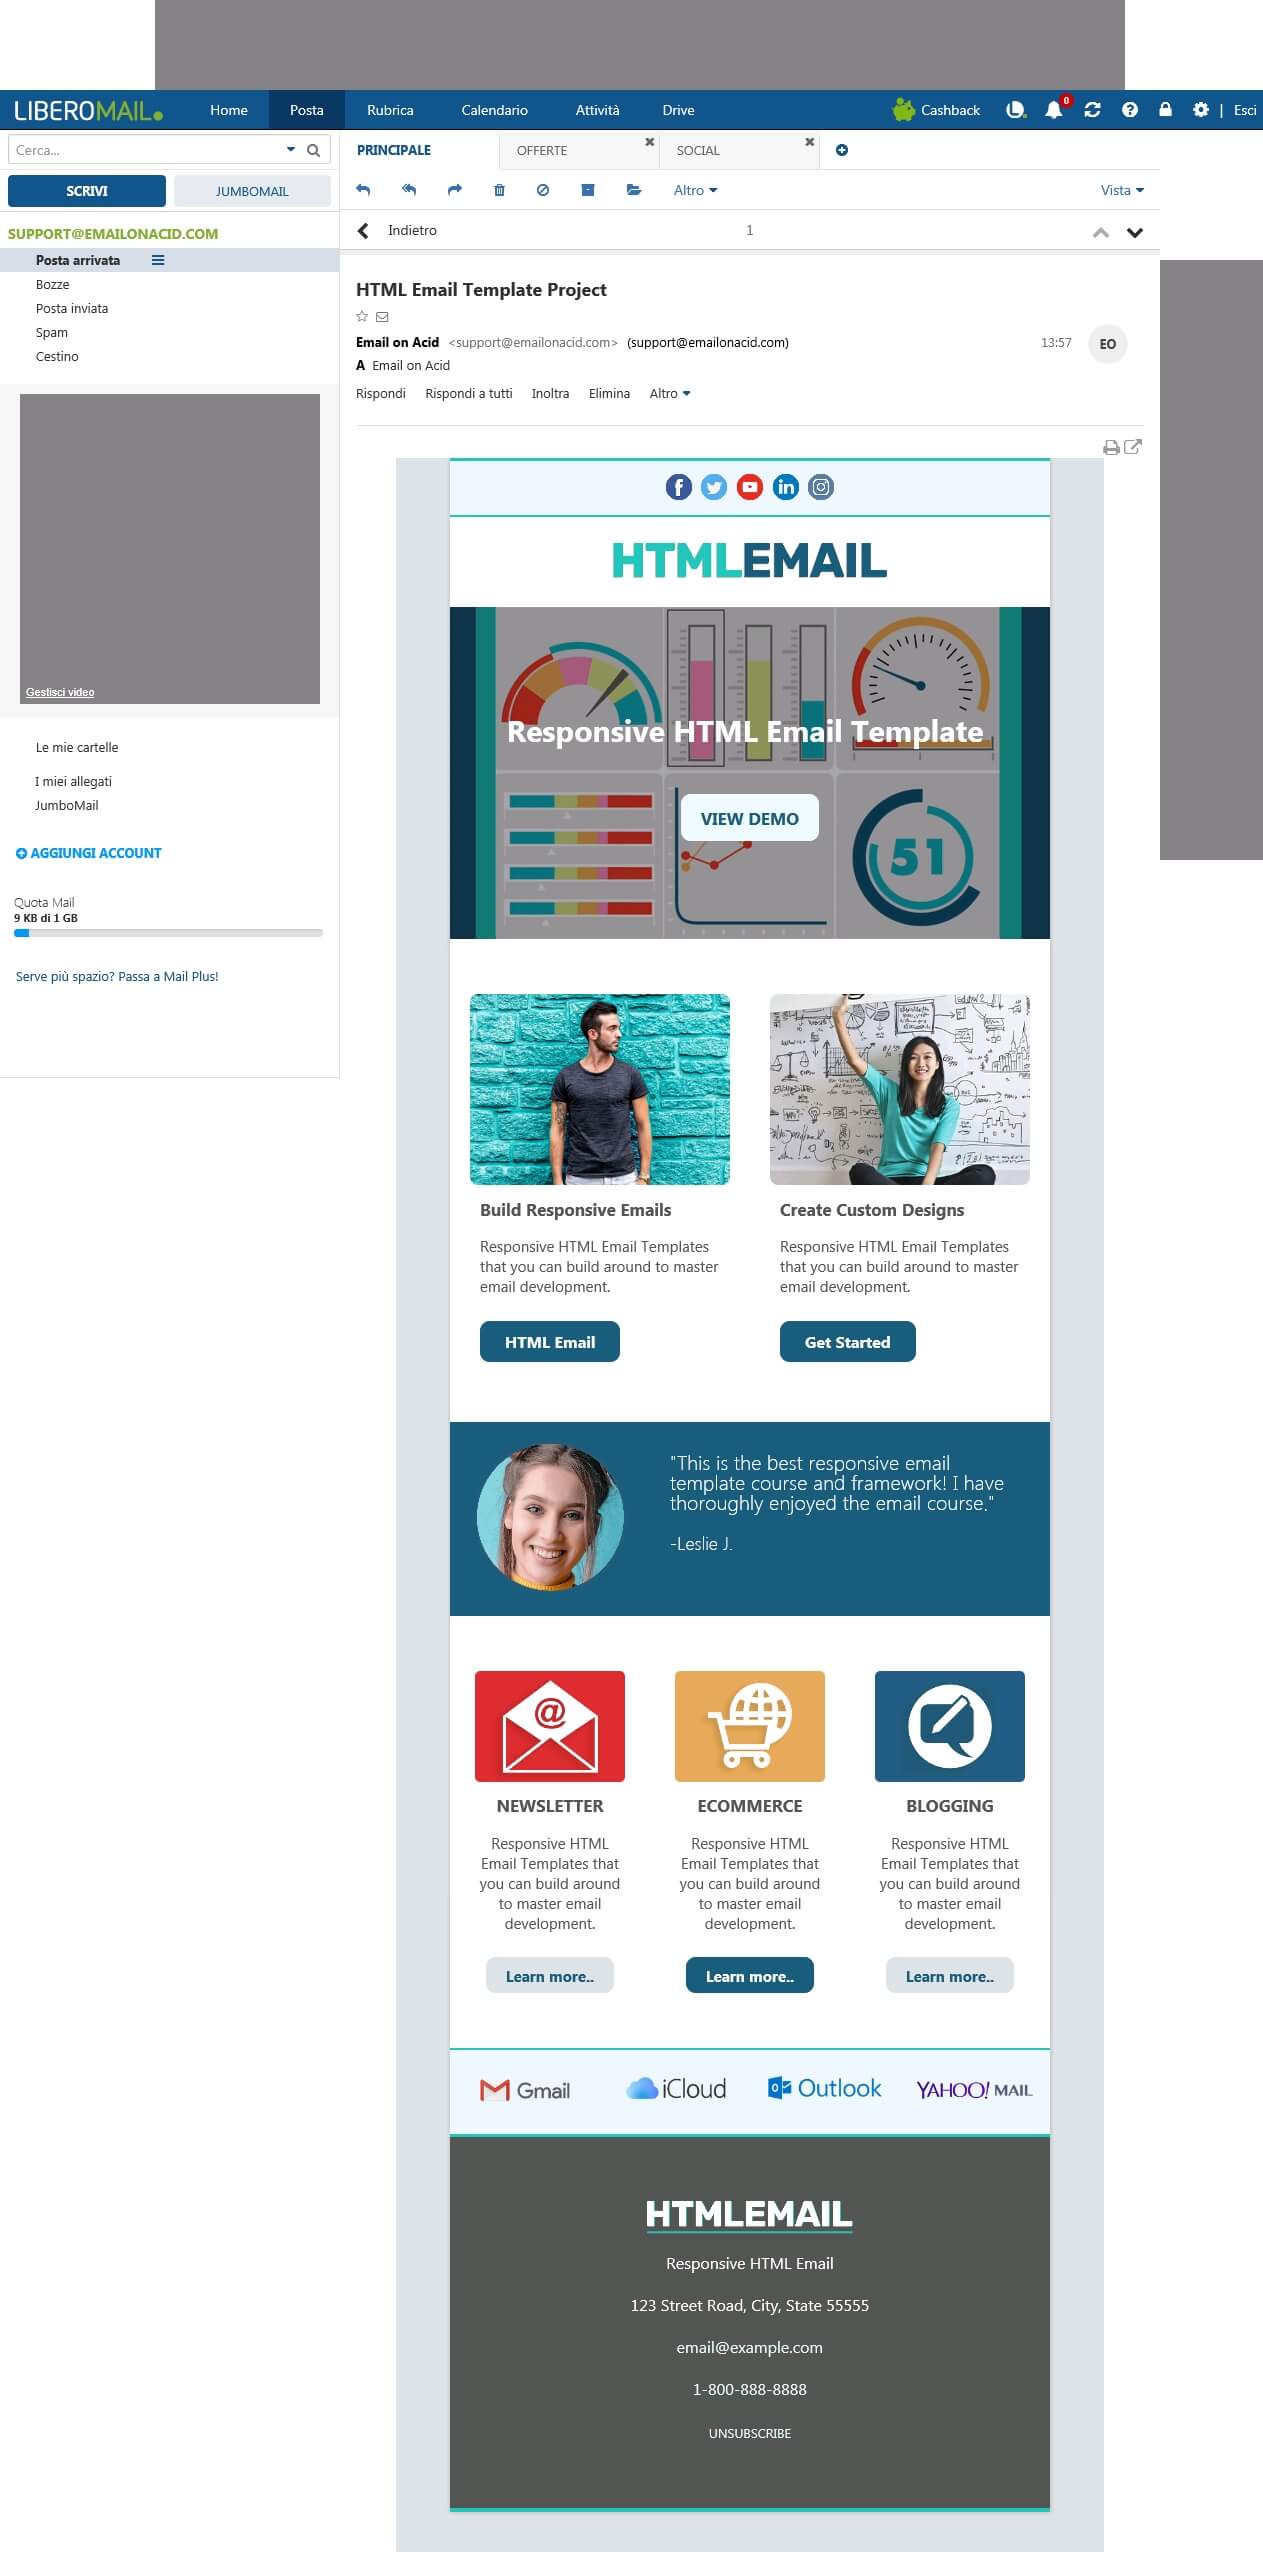 LIBEROMAIL
Home
Posta
Rubrica
Calendario
Attività
Drive
Cashback
0
Esci
Cerca...
PRINCIPALE
OFFERTE
SOCIAL
SCRIVI
JUMBOMAIL
Altro
Vista
SUPPORT@EMAILONACID.COM
Indietro
1
Posta arrivata
Bozze
Posta inviata
Spam
Cestino
Gestisci video
Le mie cartelle
I miei allegati
JumboMail
AGGIUNGI ACCOUNT
Quota Mail
9 KB di 1 GB
Serve più spazio? Passa a Mail Plus!
HTML Email Template Project
Email on Acid <support@emailonacid.com> (support@emailonacid.com)
13:57
EO
A Email on Acid
Rispondi Rispondi a tutti Inoltra Elimina Altro
HTMLEMAIL
Responsive HTML Email Template
VIEW DEMO
51
Build Responsive Emails
Responsive HTML Email Templates
that you can build around to master
email development.
HTML Email
Create Custom Designs
Responsive HTML Email Templates
that you can build around to master
email development.
Get Started
"This is the best responsive email
template course and framework! I have
thoroughly enjoyed the email course."
-Leslie J.
NEWSLETTER
Responsive HTML
Email Templates that
you can build around
to master email
development.
Learn more..
ECOMMERCE
Responsive HTML
Email Templates that
you can build around
to master email
development.
Learn more..
BLOGGING
Responsive HTML
Email Templates that
you can build around
to master email
development.
Learn more..
Gmail
iCloud
Outlook
YAHOO! MAIL
HTMLEMAIL
Responsive HTML Email
123 Street Road, City, State 55555
email@example.com
1-800-888-8888
UNSUBSCRIBE